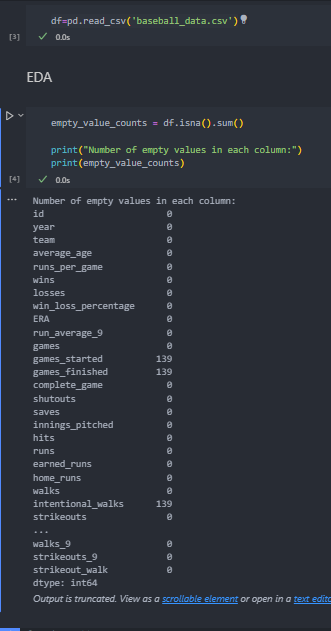 df=pd.read_csv('baseball_data.csv')
[3]
0.0s
EDA
empty_value_counts = df.isna().sum()
print("Number of empty values in each column:")
print(empty_value_counts)
[4]
0.0s
...
Number of empty values in each column:
id 0
year 0
team 0
average_age 0
runs_per_game 0
wins 0
losses 0
win_loss_percentage 0
ERA 0
run_average_9 0
games 0
games_started 139
games_finished 139
complete_game 0
shutouts 0
saves 0
innings_pitched 0
hits 0
runs 0
earned_runs 0
home_runs 0
walks 0
intentional_walks 139
strikeouts 0
...
walks_9 0
strikeouts_9 0
strikeout_walk 0
dtype: int64
Output is truncated. View as a scrollable element or open in a text edito